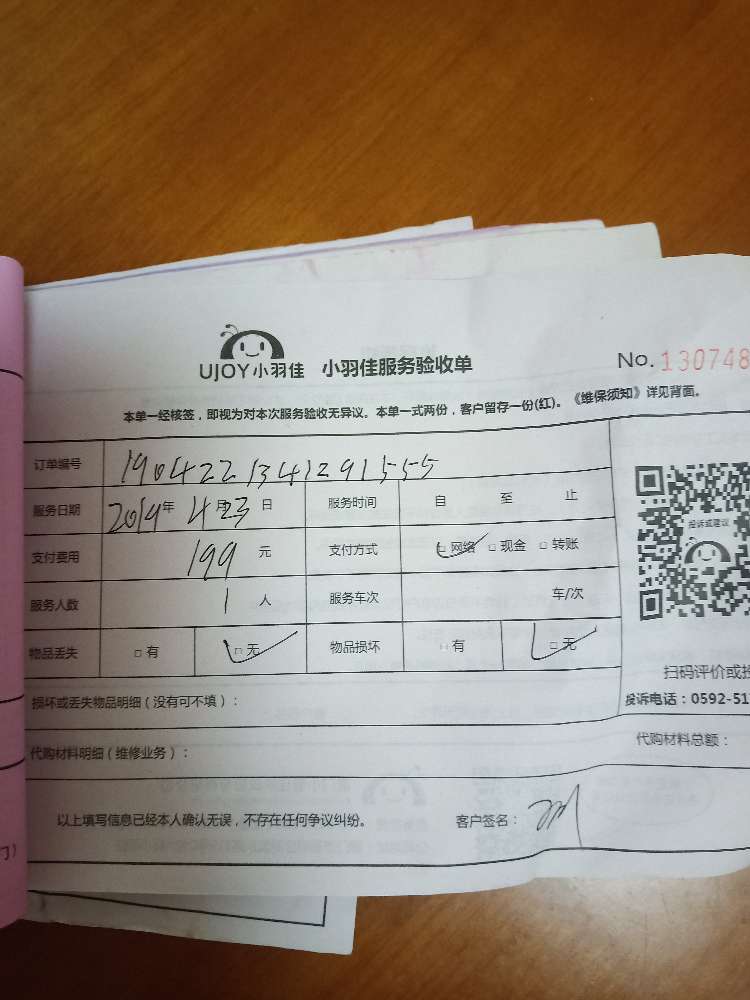 UJOY小羽佳 小羽佳服务验收单 No.130748
本单一经核签，即视为对本次服务验收无异议。本单一式两份，客户留存一份(红)。《维保须知》详见背面。
订单编号 1904221341291555
服务日期 2019年4月23日 服务时间 自 至 止
支付费用 199元 支付方式 □网络 □现金 □转账
投诉或建议
服务人数 1人 服务车次 车/次
物品丢失 □有 □无 物品损坏 □有 □无
扫码评价或投
损坏或丢失物品明细（没有可不填）：
投诉电话：0592-51
代购材料明细（维修业务）：
代购材料总额：
以上填写信息已经本人确认无误，不存在任何争议纠纷。 客户签名：